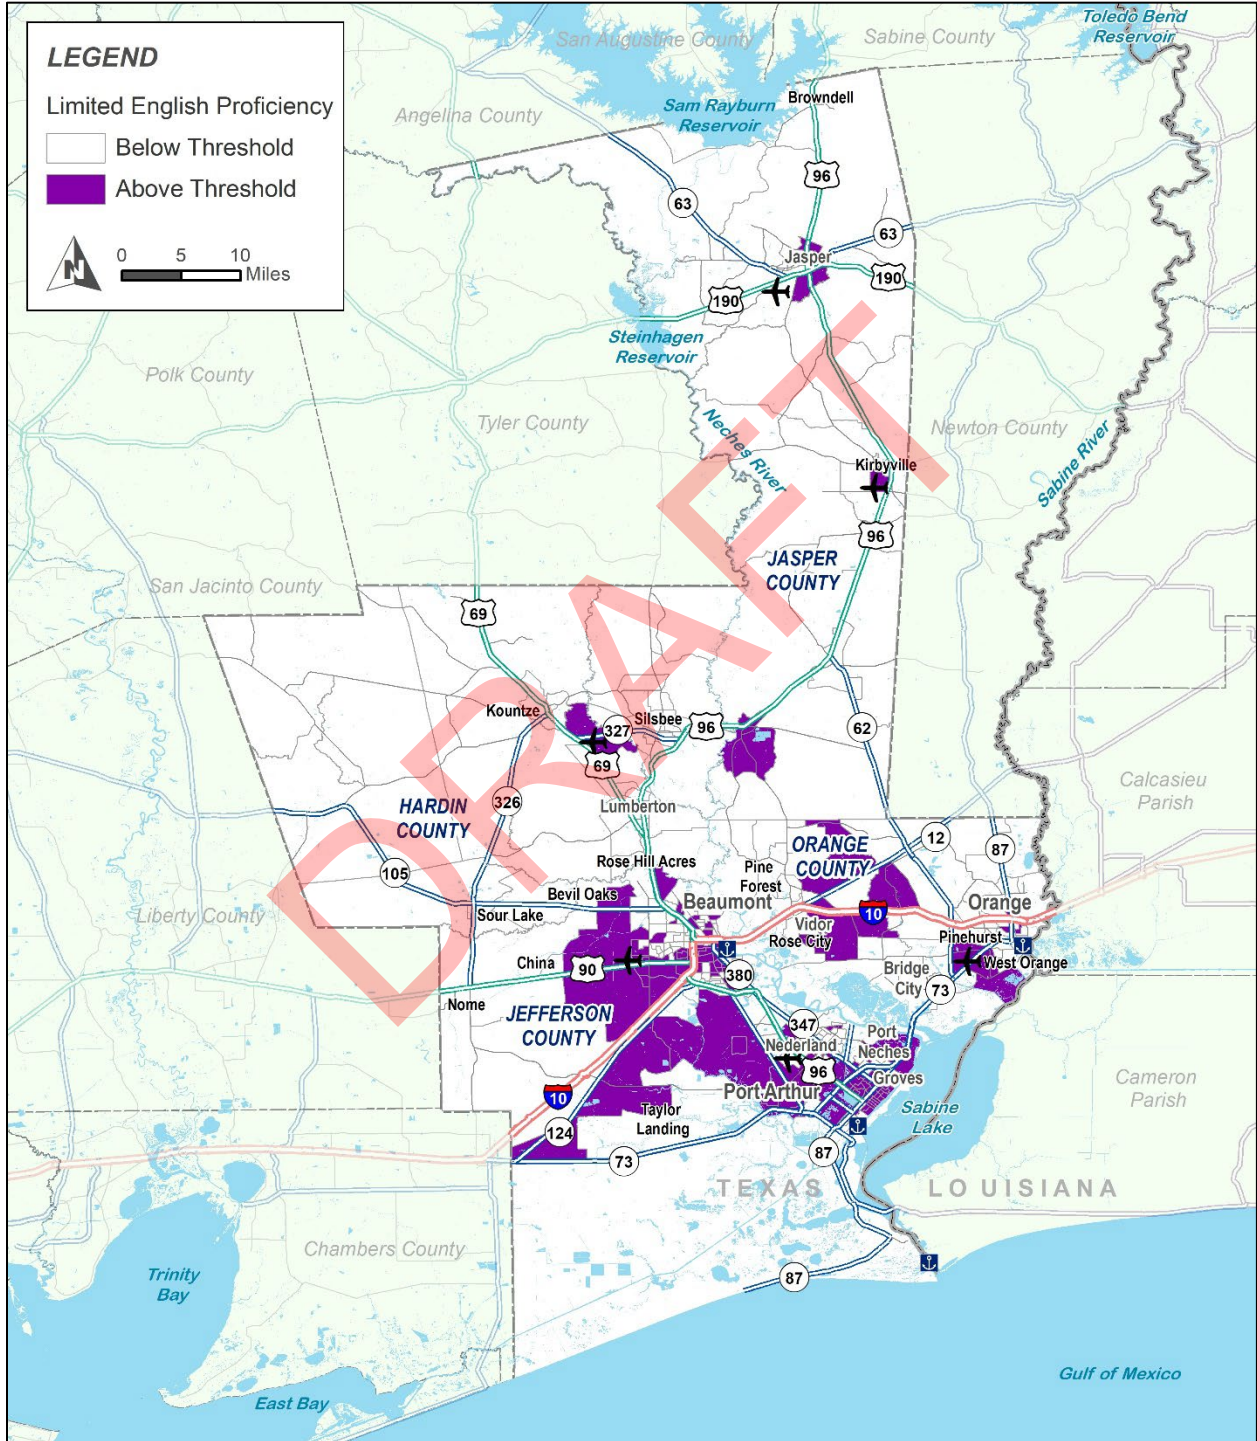 LEGEND
Limited English Proficiency
Below Threshold
Above Threshold
N
0 5 10
Miles
Toledo Bend
Reservoir
San Augustine County
Sabine County
Angelina County
Sam Rayburn
Reservoir
Browndell
96
63
63
Jasper
190
190
Steinhagen
Reservoir
Polk County
Tyler County
Neches River
Newton County
Sabine River
Kirbyville
96
JASPER
COUNTY
San Jacinto County
69
Kountze
327
Silsbee
96
62
69
Lumberton
HARDIN
COUNTY
326
Calcasieu
Parish
ORANGE
COUNTY
12
87
105
Rose Hill Acres
Pine
Forest
Bevil Oaks
Beaumont
Orange
Liberty County
Sour Lake
10
Vidor
Rose City
Pinehurst
West Orange
China
90
380
Bridge
City
73
Nome
JEFFERSON
COUNTY
347
Port
Neches
Nederland
96
Groves
Port Arthur
10
Taylor
Landing
Sabine
Lake
Cameron
Parish
124
73
87
TEXAS
LOUISIANA
Chambers County
Trinity
Bay
87
East Bay
Gulf of Mexico
DRAFT